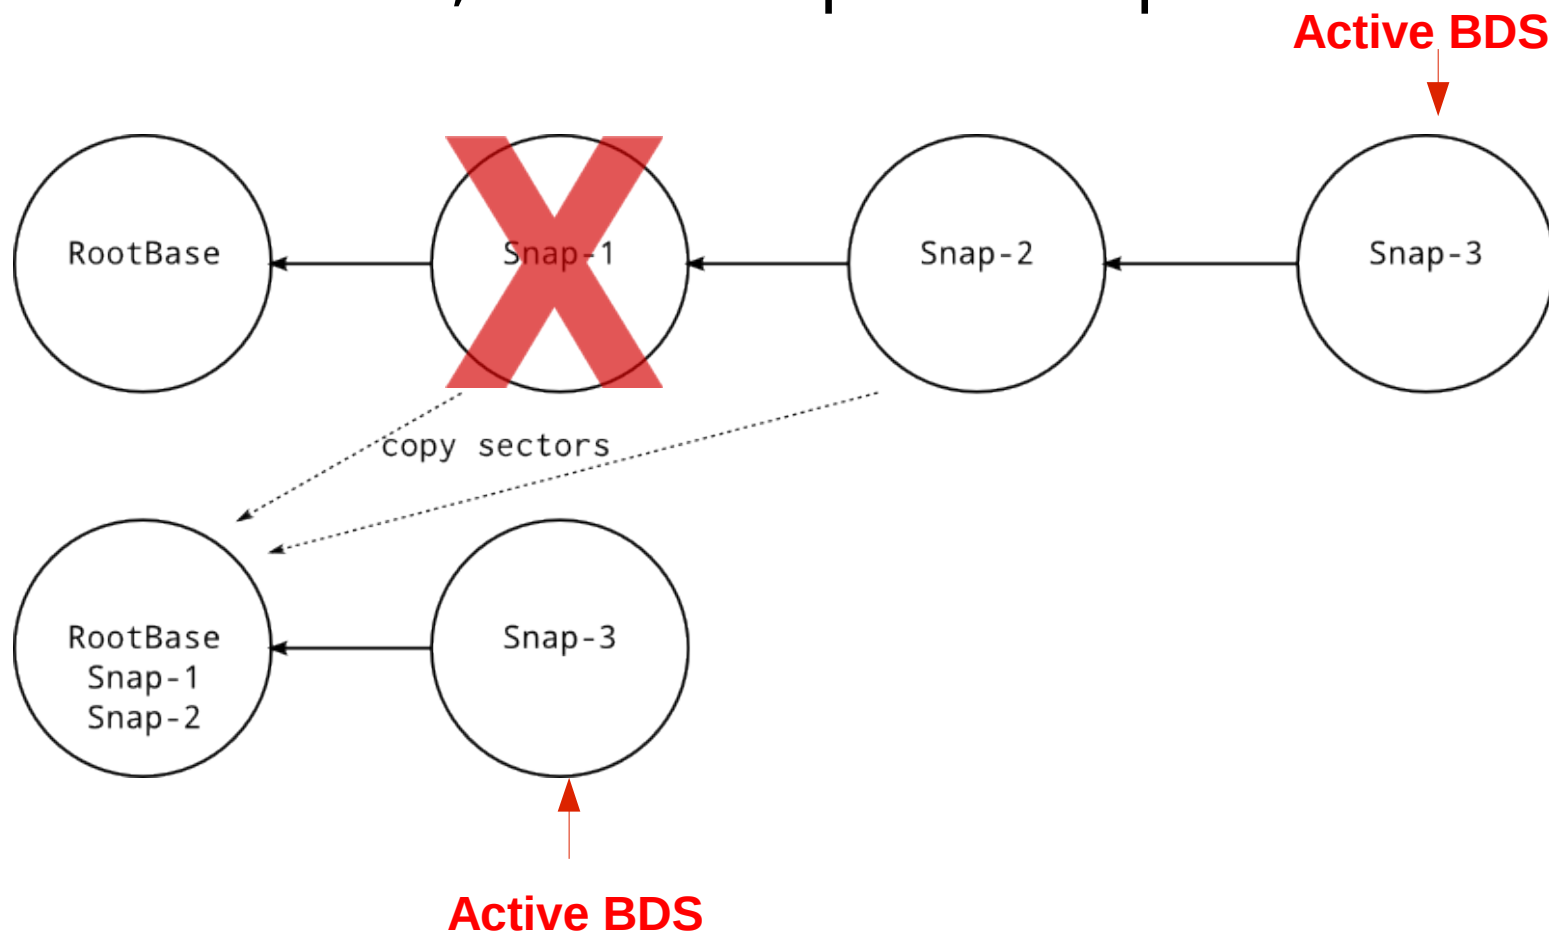 Active BDS
RootBase
Snap-1
Snap-2
Snap-3
copy sectors
RootBase
Snap-1
Snap-2
Snap-3
Active BDS